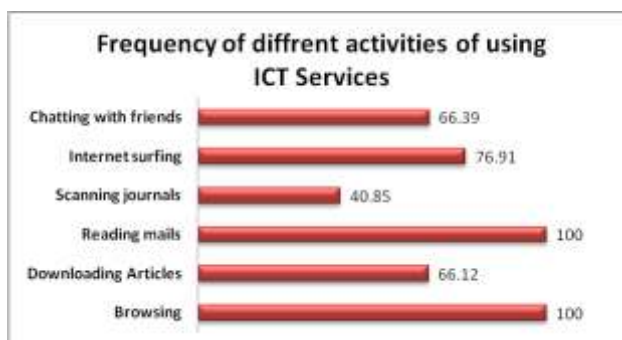 Frequency of diffrent activities of using
ICT Services
Chatting with friends 66.39
Internet surfing 76.91
Scanning journals 40.85
Reading mails 100
Downloading Articles 66.12
Browsing 100